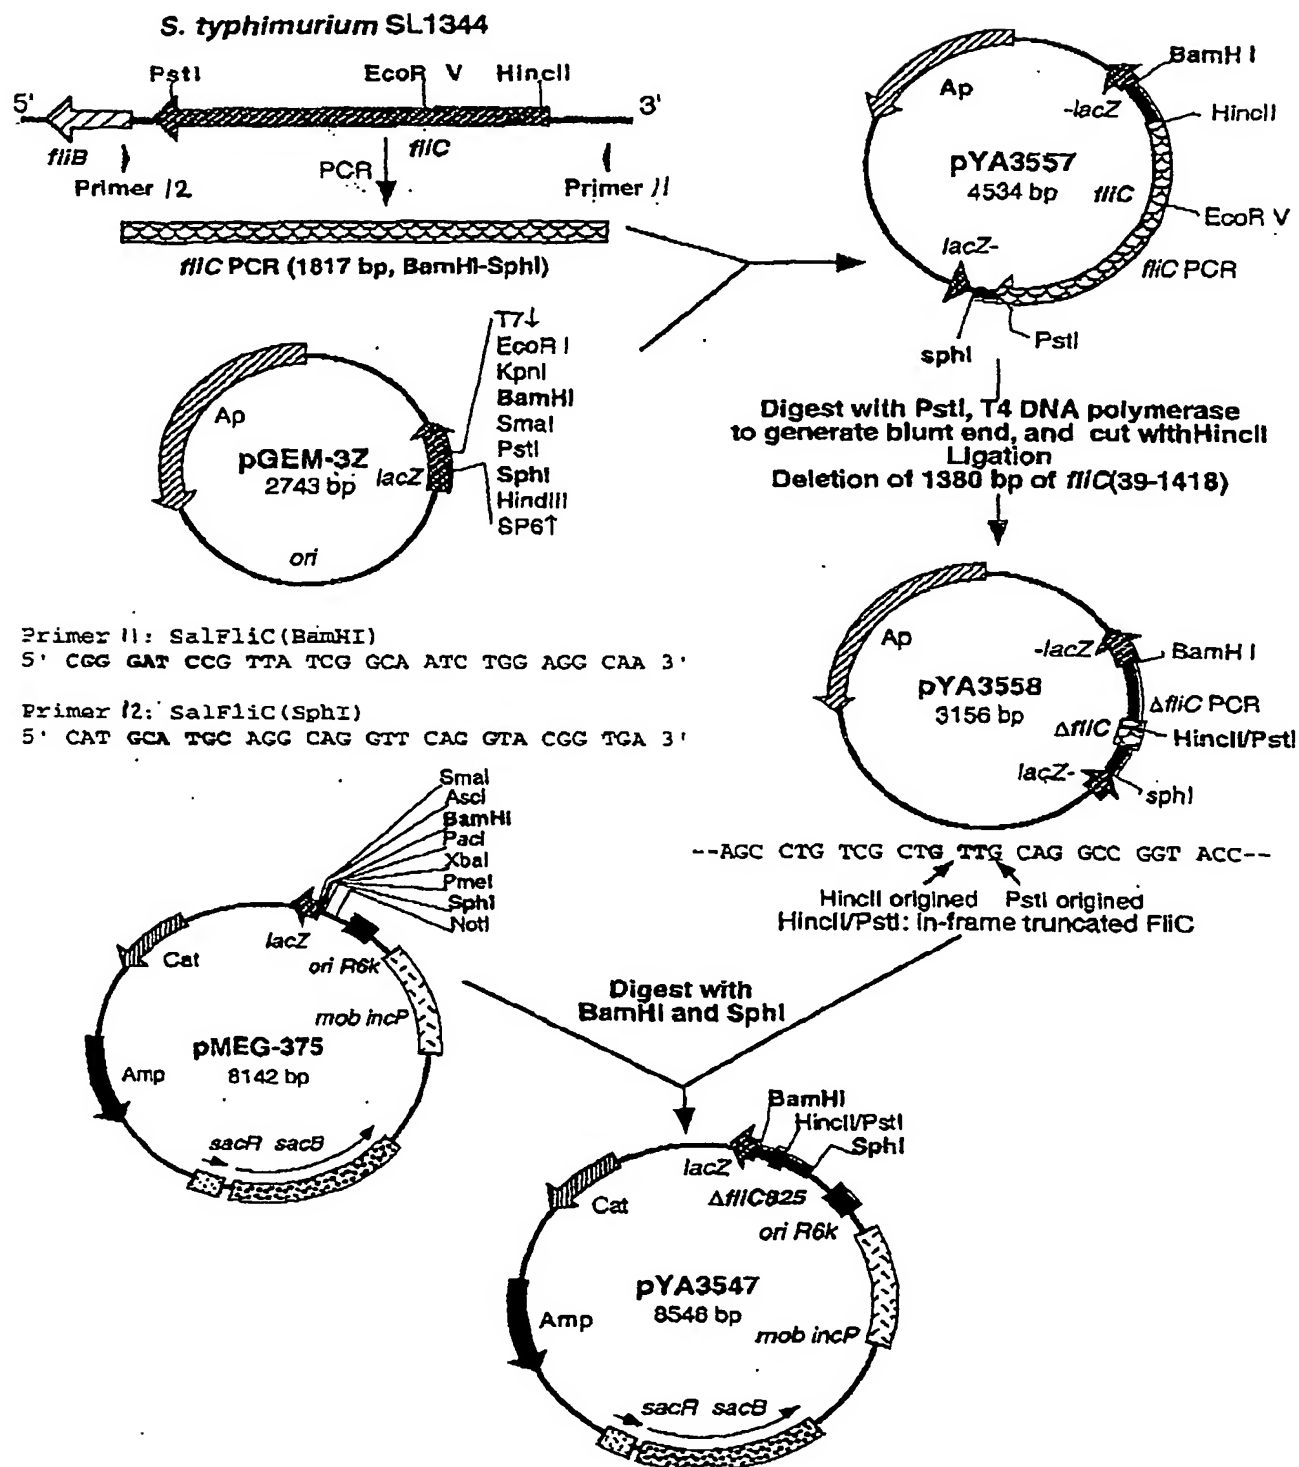 S. typhimurium SL1344
PstI EcoR V HincII
5' 3'
fliB fliC
Primer 12 PCR Primer 11
fliC PCR (1817 bp, BamHI-SphI)
Ap
BamH I
-lacZ
HincII
pYA3557
4534 bp
fliC
EcoR V
lacZ-
fliC PCR
sphI
PstI
T7↓
EcoR I
KpnI
BamHI
SmaI
PstI
SphI
HindIII
SP6↑
Ap
pGEM-3Z
2743 bp
lacZ
ori
Digest with PstI, T4 DNA polymerase
to generate blunt end, and cut withHincII
Ligation
Deletion of 1380 bp of fliC(39-1418)
Primer 11: SalFliC(BamHI)
5' CGG GAT CCG TTA TCG GCA ATC TGG AGG CAA 3'
Primer 12: SalFliC(SphI)
5' CAT GCA TGC AGG CAG GTT CAG GTA CGG TGA 3'
Ap
-lacZ
BamH I
pYA3558
3156 bp
ΔfliC PCR
ΔfliC
HincII/PstI
lacZ-
sphI
--AGC CTG TCG CTG TTG CAG GCC GGT ACC--
HincII origined PstI origined
HincII/PstI: in-frame truncated FliC
SmaI
AscI
BamHI
PacI
XbaI
PmeI
SphI
NotI
lacZ
Cat
ori R6k
mob incP
pMEG-375
8142 bp
Amp
sacR sacB
Digest with
BamHI and SphI
BamHI
HincII/PstI
SphI
lacZ
Cat
ΔfliC825
ori R6k
pYA3547
8548 bp
Amp
mob incP
sacR sacB